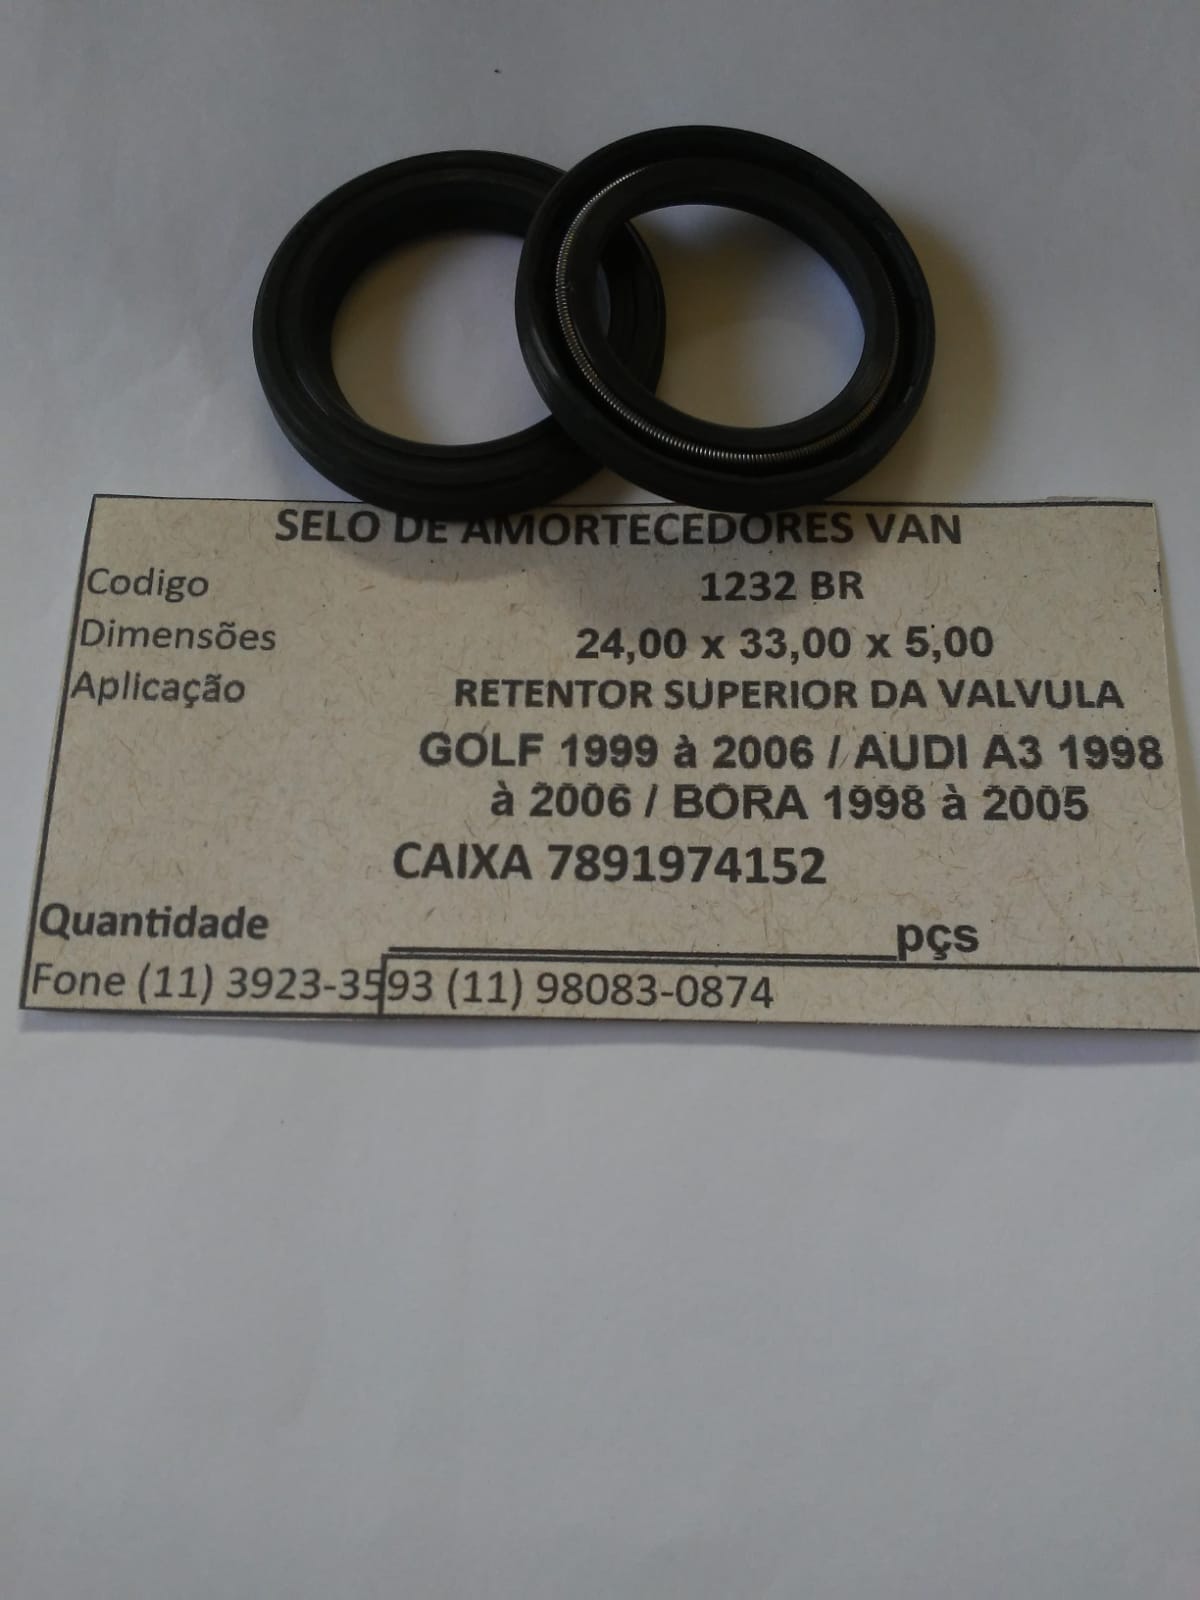 SELO DE AMORTECEDORES VAN
Codigo 1232 BR
Dimensões 24,00 x 33,00 x 5,00
Aplicação RETENTOR SUPERIOR DA VALVULA
GOLF 1999 à 2006 / AUDI A3 1998
à 2006 / BORA 1998 à 2005
CAIXA 7891974152
Quantidade ____________________pçs
Fone (11) 3923-3593 (11) 98083-0874